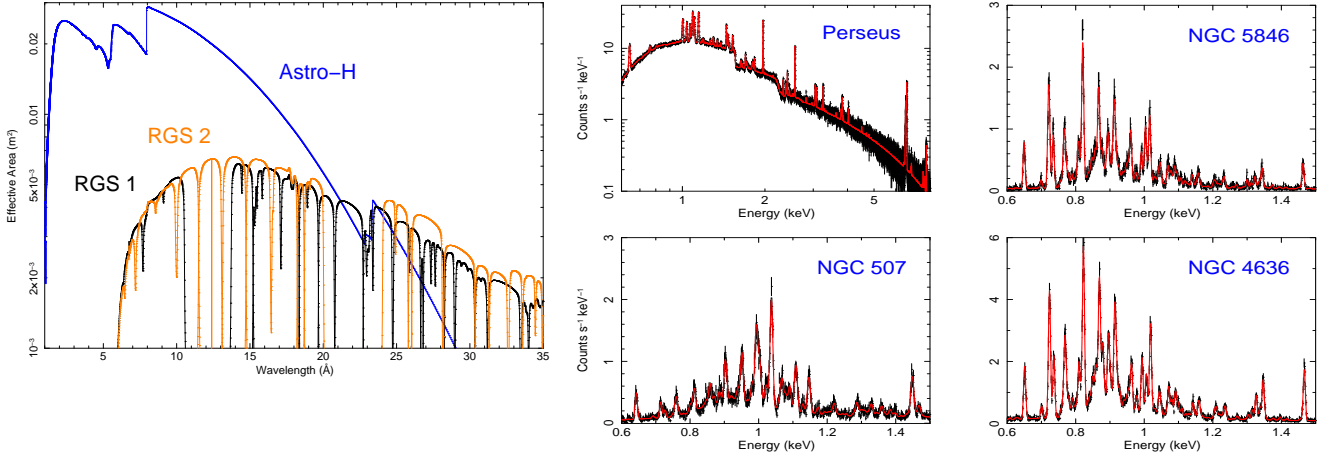 Effective Area (m²)
0.02
0.01
5×10⁻³
2×10⁻³
10⁻³
Astro−H
RGS 2
RGS 1
5 10 15 20 25 30 35
Wavelength (Å)
Perseus
Counts s⁻¹ keV⁻¹
10
1
0.1
1 2 5
Energy (keV)
NGC 5846
3
2
1
0
0.6 0.8 1 1.2 1.4
Energy (keV)
NGC 507
Counts s⁻¹ keV⁻¹
3
2
1
0
0.6 0.8 1 1.2 1.4
Energy (keV)
NGC 4636
6
4
2
0
0.6 0.8 1 1.2 1.4
Energy (keV)